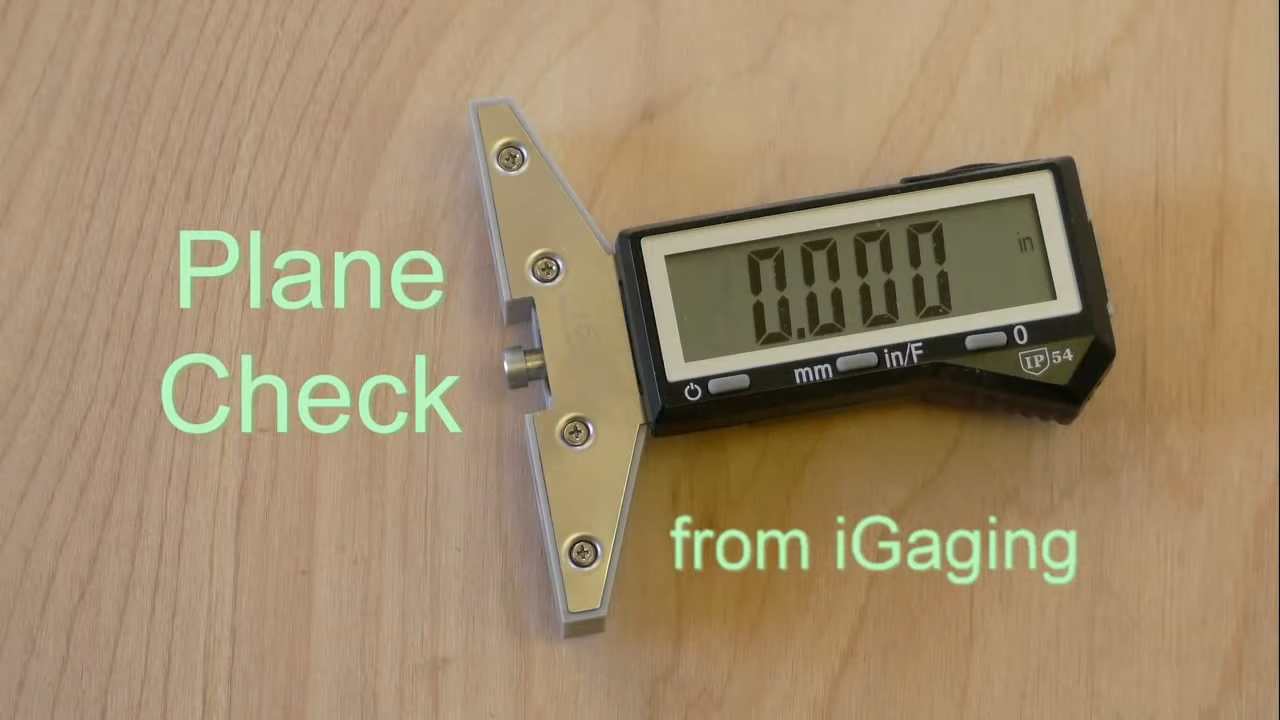 Plane
Check
0.000 in
mm in/F 0
IP 54
from iGaging